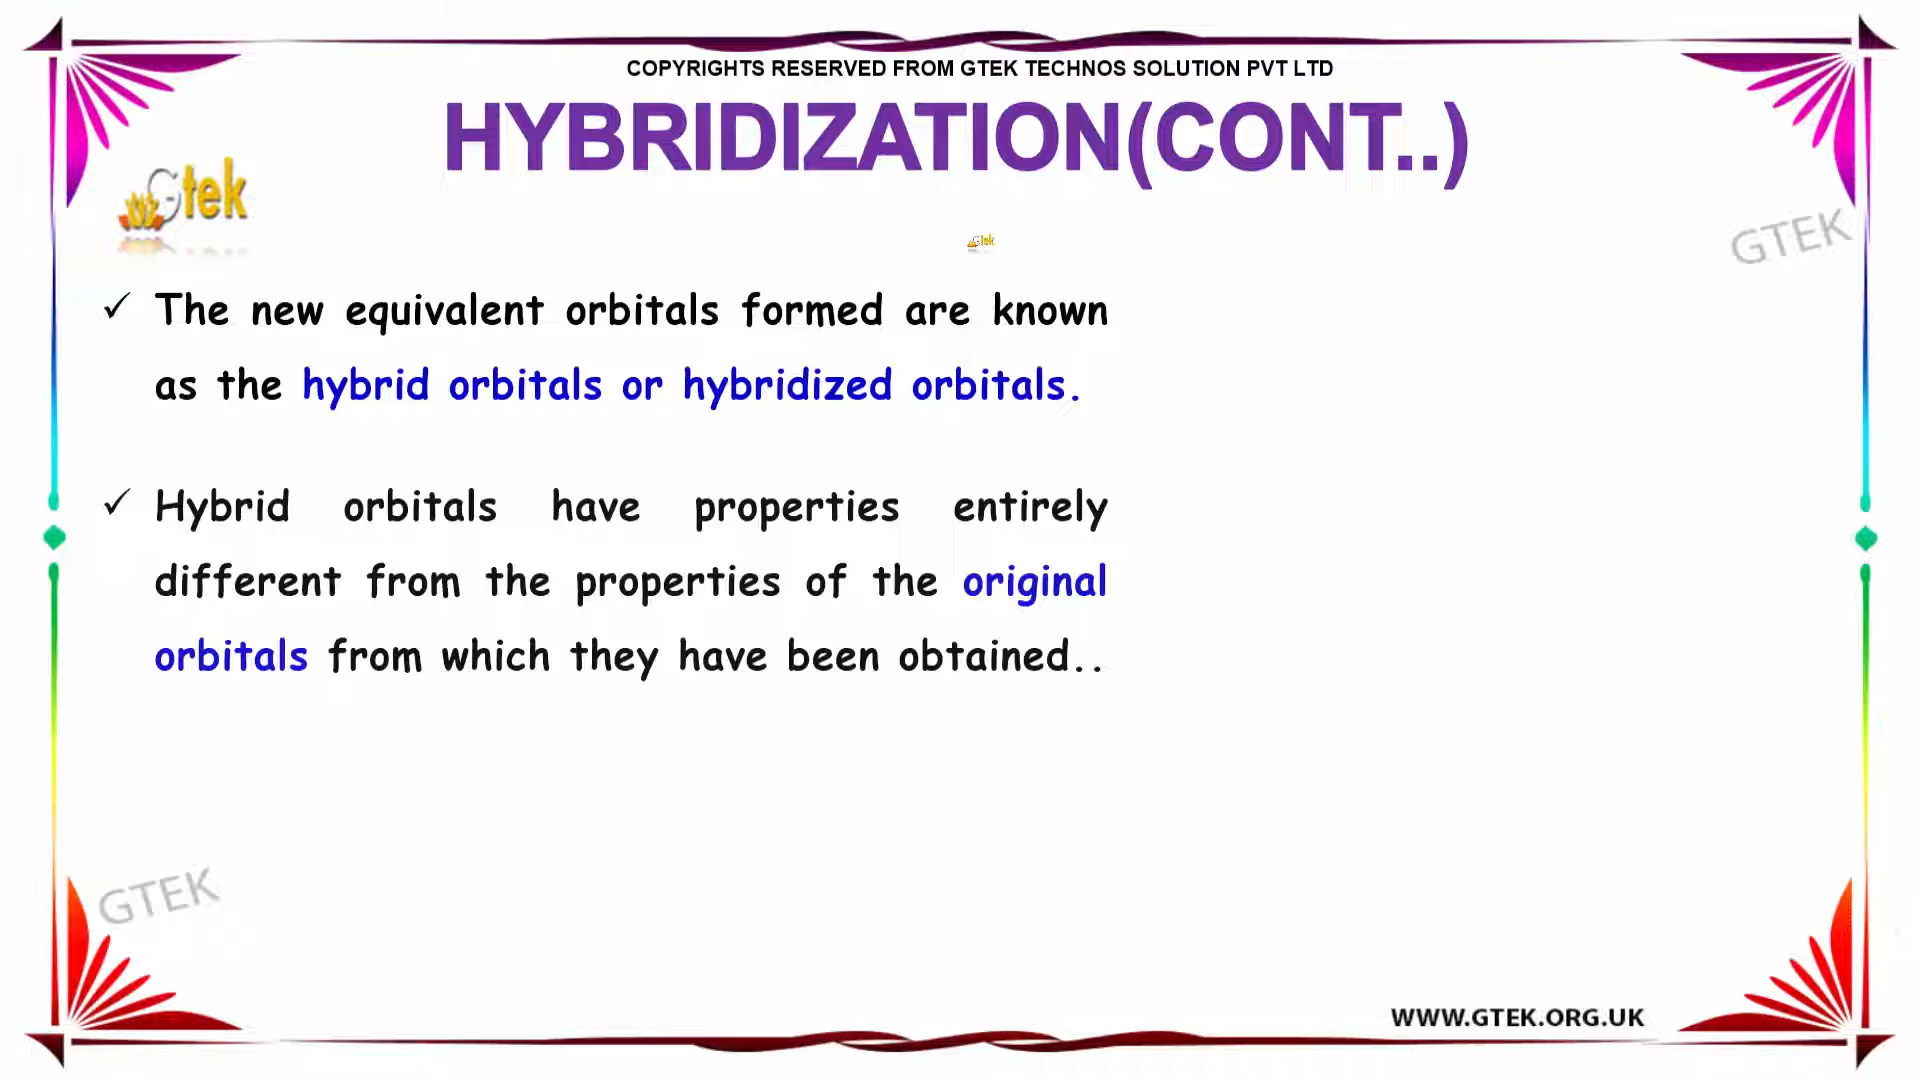 COPYRIGHTS RESERVED FROM GTEK TECHNOS SOLUTION PVT LTD
HYBRIDIZATION(CONT..)
Gtek
Gtek
GTEK
✓ The new equivalent orbitals formed are known
as the hybrid orbitals or hybridized orbitals.
✓ Hybrid orbitals have properties entirely
different from the properties of the original
orbitals from which they have been obtained..
GTEK
WWW.GTEK.ORG.UK